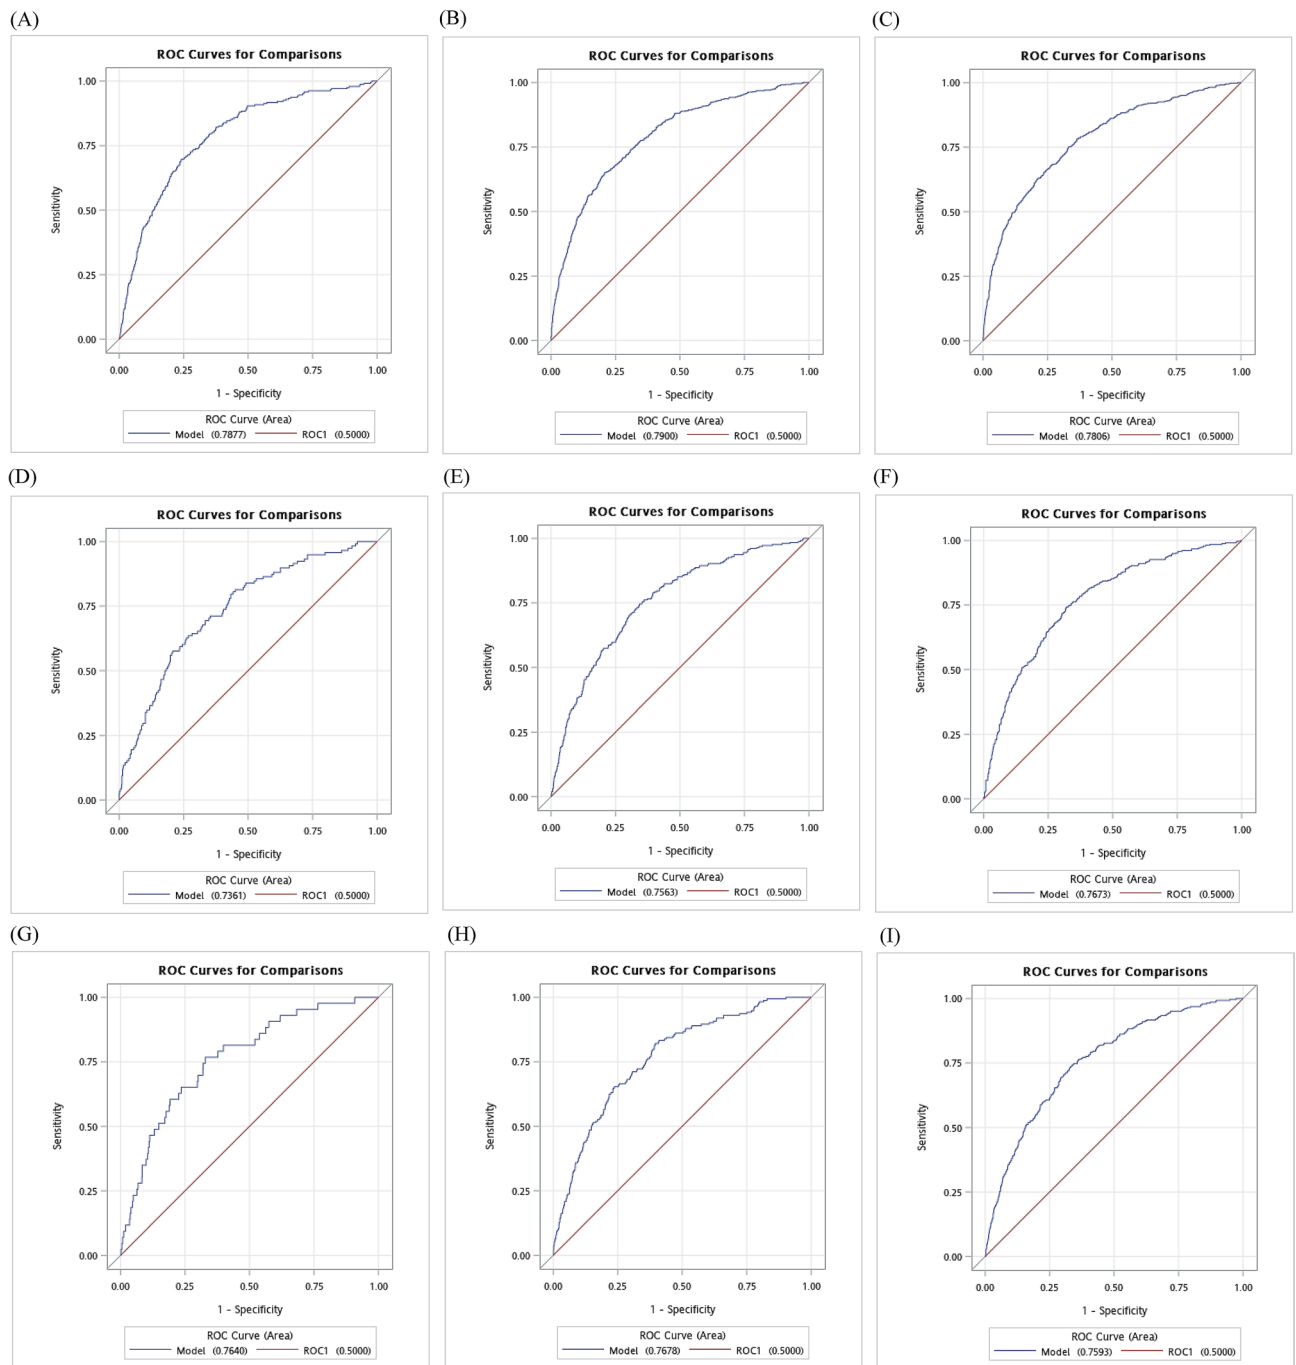 (A)
ROC Curves for Comparisons
1.00
0.75
0.50
0.25
0.00
Sensitivity
0.00 0.25 0.50 0.75 1.00
1 - Specificity
ROC Curve (Area)
Model (0.7877) ROC1 (0.5000)
(B)
ROC Curves for Comparisons
1.00
0.75
0.50
0.25
0.00
Sensitivity
0.00 0.25 0.50 0.75 1.00
1 - Specificity
ROC Curve (Area)
Model (0.7900) ROC1 (0.5000)
(C)
ROC Curves for Comparisons
1.00
0.75
0.50
0.25
0.00
Sensitivity
0.00 0.25 0.50 0.75 1.00
1 - Specificity
ROC Curve (Area)
Model (0.7806) ROC1 (0.5000)
(D)
ROC Curves for Comparisons
1.00
0.75
0.50
0.25
0.00
Sensitivity
0.00 0.25 0.50 0.75 1.00
1 - Specificity
ROC Curve (Area)
Model (0.7361) ROC1 (0.5000)
(E)
ROC Curves for Comparisons
1.00
0.75
0.50
0.25
0.00
Sensitivity
0.00 0.25 0.50 0.75 1.00
1 - Specificity
ROC Curve (Area)
Model (0.7563) ROC1 (0.5000)
(F)
ROC Curves for Comparisons
1.00
0.75
0.50
0.25
0.00
Sensitivity
0.00 0.25 0.50 0.75 1.00
1 - Specificity
ROC Curve (Area)
Model (0.7673) ROC1 (0.5000)
(G)
ROC Curves for Comparisons
1.00
0.75
0.50
0.25
0.00
Sensitivity
0.00 0.25 0.50 0.75 1.00
1 - Specificity
ROC Curve (Area)
Model (0.7640) ROC1 (0.5000)
(H)
ROC Curves for Comparisons
1.00
0.75
0.50
0.25
0.00
Sensitivity
0.00 0.25 0.50 0.75 1.00
1 - Specificity
ROC Curve (Area)
Model (0.7678) ROC1 (0.5000)
(I)
ROC Curves for Comparisons
1.00
0.75
0.50
0.25
0.00
Sensitivity
0.00 0.25 0.50 0.75 1.00
1 - Specificity
ROC Curve (Area)
Model (0.7593) ROC1 (0.5000)